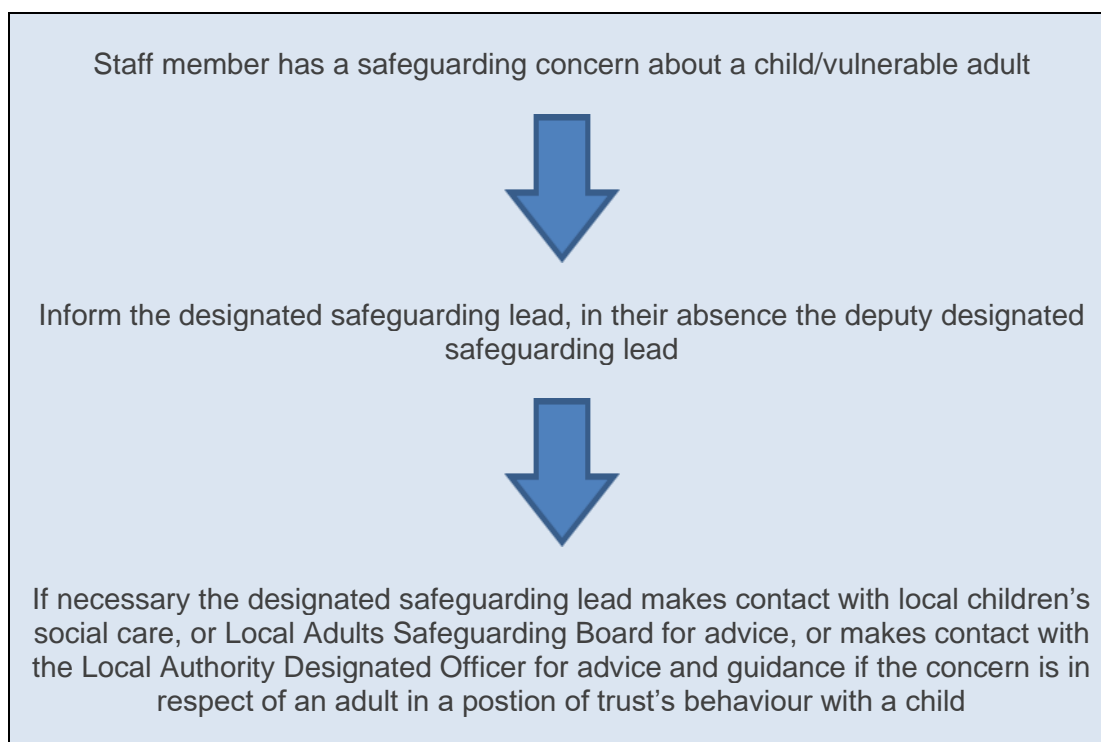 Staff member has a safeguarding concern about a child/vulnerable adult
Inform the designated safeguarding lead, in their absence the deputy designated
safeguarding lead
If necessary the designated safeguarding lead makes contact with local children’s
social care, or Local Adults Safeguarding Board for advice, or makes contact with
the Local Authority Designated Officer for advice and guidance if the concern is in
respect of an adult in a postion of trust’s behaviour with a child